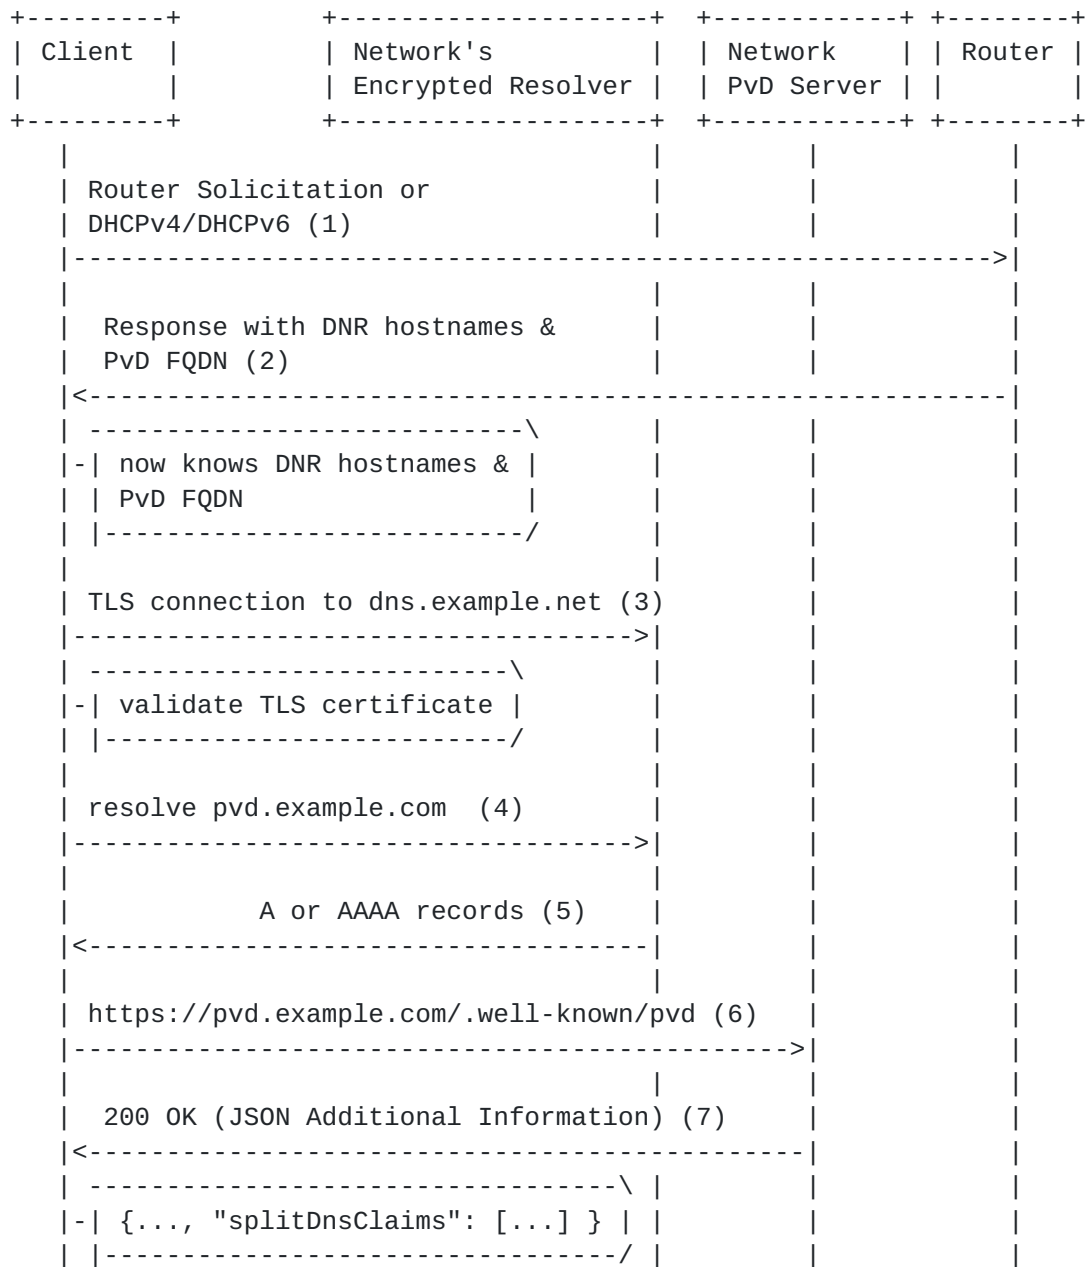 +---------+         +--------------------+  +------------+ +--------+
| Client  |         | Network's          |  | Network    | | Router |
|         |         | Encrypted Resolver |  | PvD Server | |        |
+---------+         +--------------------+  +------------+ +--------+
   |                                     |         |            |
   | Router Solicitation or              |         |            |
   | DHCPv4/DHCPv6 (1)                   |         |            |
   |----------------------------------------------------------->|
   |                                     |         |            |
   |  Response with DNR hostnames &      |         |            |
   |  PvD FQDN (2)                       |         |            |
   |<-----------------------------------------------------------|
   | ----------------------------\       |         |            |
   |-| now knows DNR hostnames & |       |         |            |
   | | PvD FQDN                  |       |         |            |
   | |---------------------------/       |         |            |
   |                                     |         |            |
   | TLS connection to dns.example.net (3)         |            |
   |------------------------------------>|         |            |
   | ---------------------------\        |         |            |
   |-| validate TLS certificate |        |         |            |
   | |--------------------------/        |         |            |
   |                                     |         |            |
   | resolve pvd.example.com  (4)        |         |            |
   |------------------------------------>|         |            |
   |                                     |         |            |
   |            A or AAAA records (5)    |         |            |
   |<------------------------------------|         |            |
   |                                     |         |            |
   | https://pvd.example.com/.well-known/pvd (6)   |            |
   |---------------------------------------------->|            |
   |                                     |         |            |
   |  200 OK (JSON Additional Information) (7)     |            |
   |<----------------------------------------------|            |
   | ----------------------------------\ |         |            |
   |-| {..., "splitDnsClaims": [...] } | |         |            |
   | |---------------------------------/ |         |            |